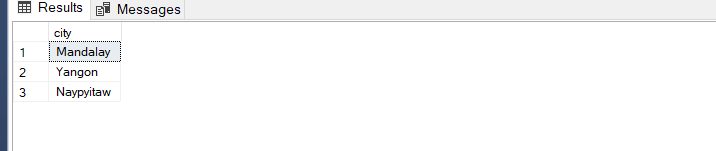 Results Messages
city
1 Mandalay
2 Yangon
3 Naypyitaw